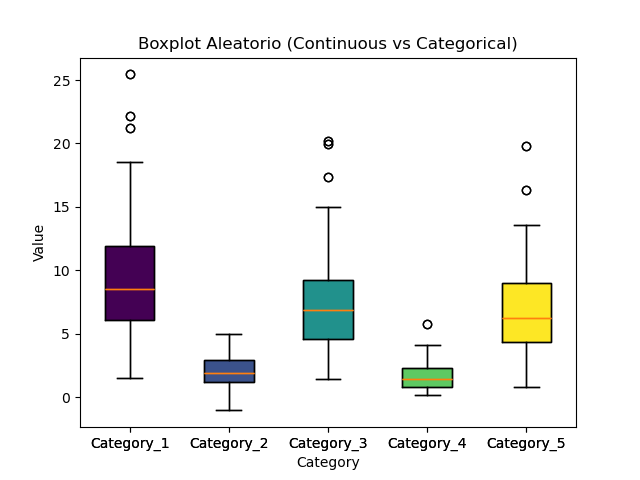 Boxplot Aleatorio (Continuous vs Categorical)
25
20
15
10
5
0
Value
Category_1 Category_2 Category_3 Category_4 Category_5
Category